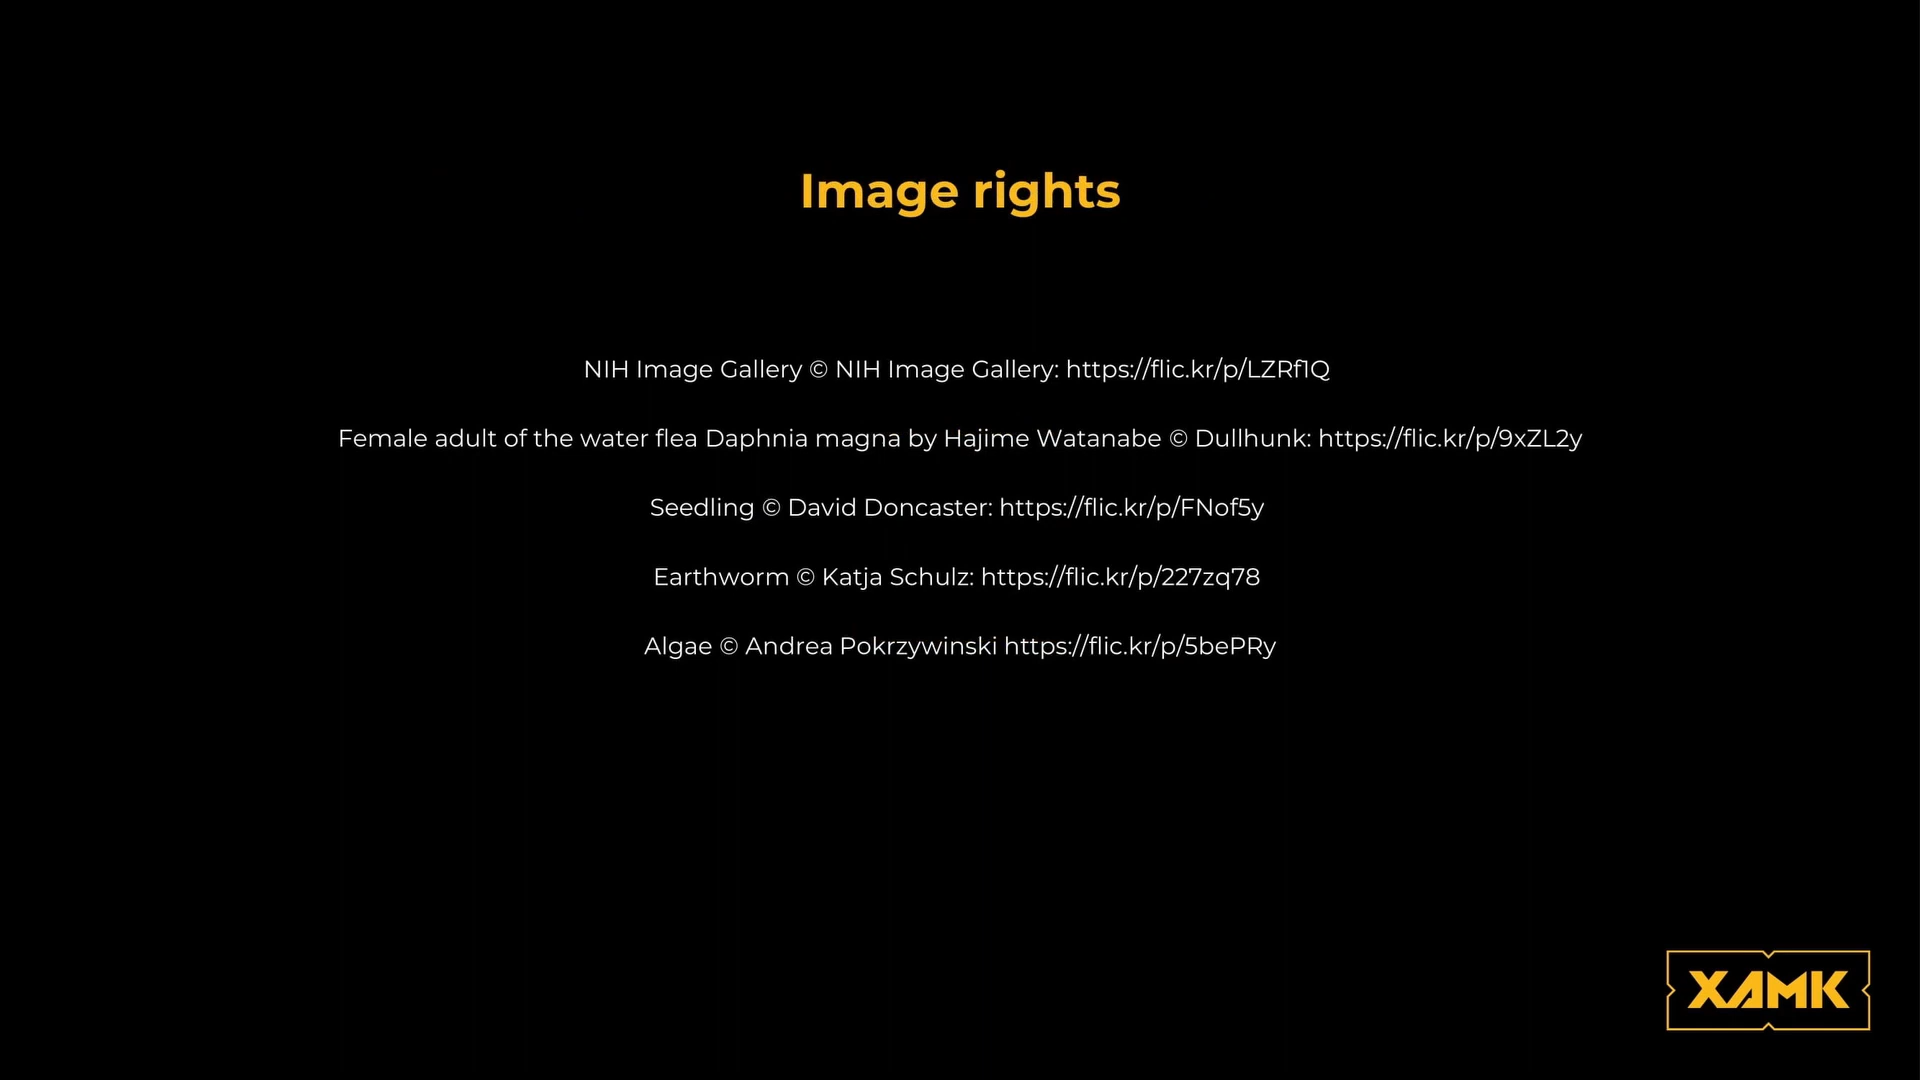 Image rights
NIH Image Gallery © NIH Image Gallery: https://flic.kr/p/LZRf1Q
Female adult of the water flea Daphnia magna by Hajime Watanabe © Dullhunk: https://flic.kr/p/9xZL2y
Seedling © David Doncaster: https://flic.kr/p/FNof5y
Earthworm © Katja Schulz: https://flic.kr/p/227zq78
Algae © Andrea Pokrzywinski https://flic.kr/p/5bePRy
XAMK